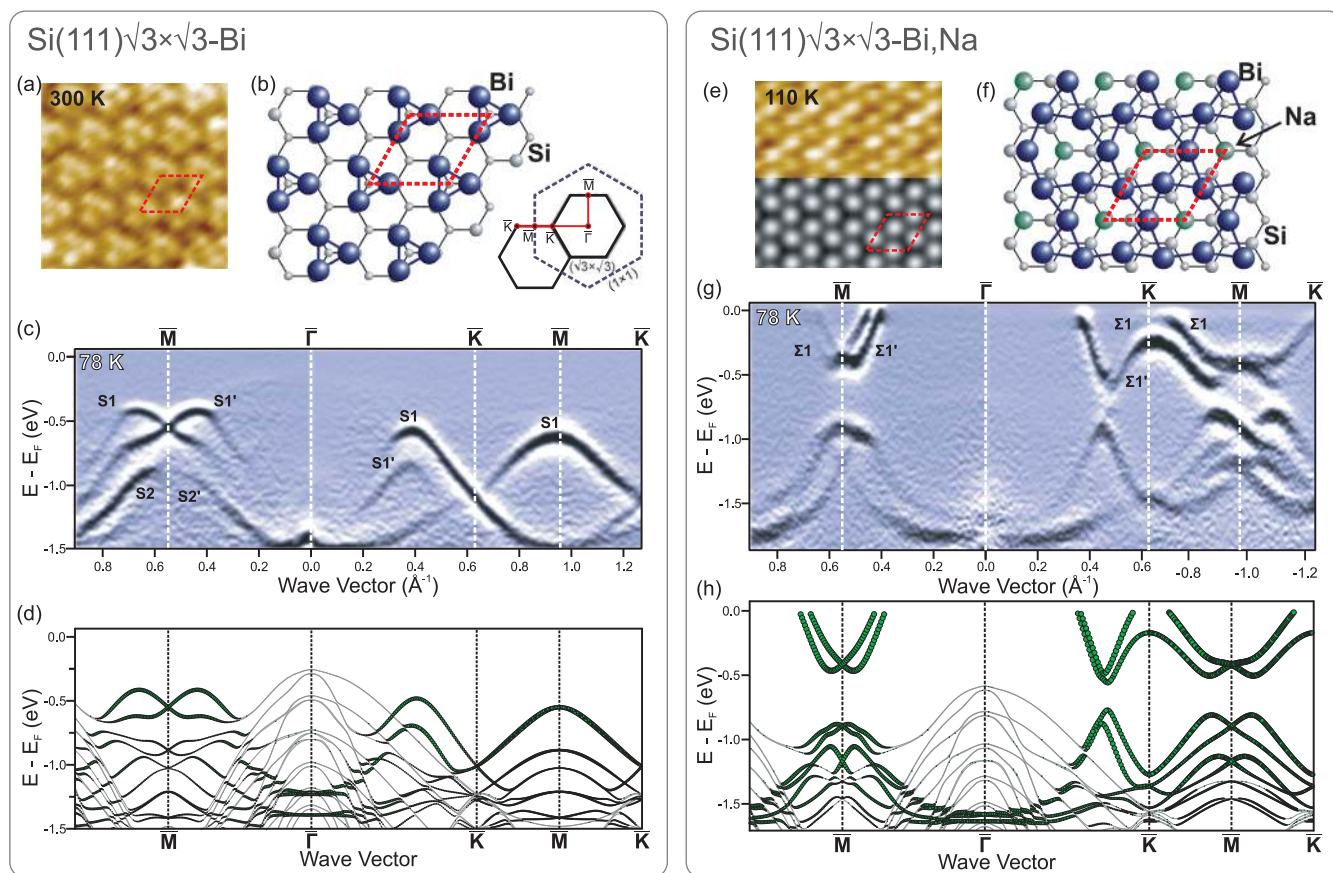 Si(111)√3×√3-Bi
(a)
300 K
(b)
Bi
Si
M̅
K̅
M̅
K̅
Γ̅
(√3×√3)
(1×1)
(c)
M̅ Γ̅ K̅ M̅ K̅
78 K
S1 S1' S1 S1
S1'
S2 S2'
E - E_F (eV)
0.0
-0.5
-1.0
-1.5
0.8 0.6 0.4 0.2 0.0 0.2 0.4 0.6 0.8 1.0 1.2
Wave Vector (Å⁻¹)
(d)
E - E_F (eV)
0.0
-0.5
-1.0
-1.5
M̅ Γ̅ K̅ M̅ K̅
Wave Vector
Si(111)√3×√3-Bi,Na
(e)
110 K
(f)
Bi
Na
Si
(g)
M̅ Γ̅ K̅ M̅ K̅
78 K
Σ1 Σ1' Σ1 Σ1
Σ1'
E - E_F (eV)
0.0
-0.5
-1.0
-1.5
0.8 0.6 0.4 0.2 0.0 0.2 0.4 0.6 -0.8 -1.0 -1.2
Wave Vector (Å⁻¹)
(h)
E - E_F (eV)
0.0
-0.5
-1.0
-1.5
M̅ Γ̅ K̅ M̅ K̅
Wave Vector